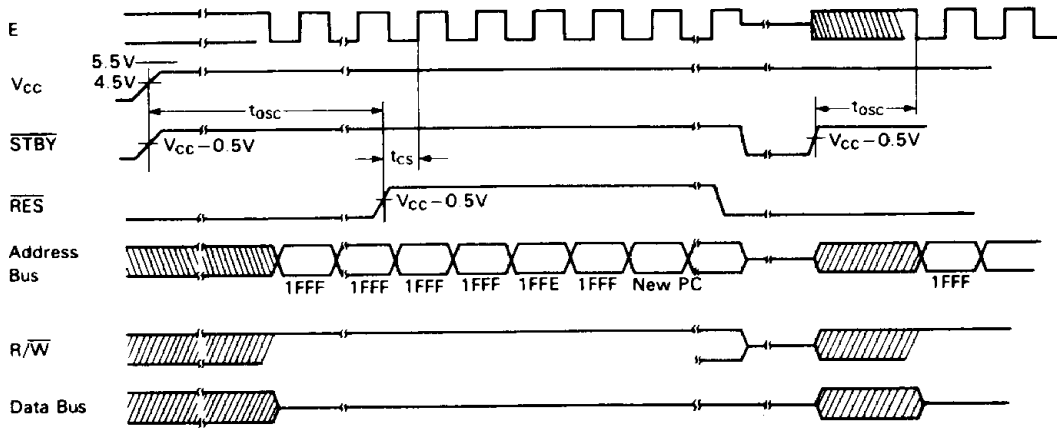 E
5.5V
4.5V
VCC
tosc
tosc
STBY
VCC−0.5V
VCC−0.5V
tcs
RES
VCC−0.5V
Address
Bus
1FFF 1FFF 1FFF 1FFF 1FFE 1FFF New PC 1FFF
R/W
Data Bus